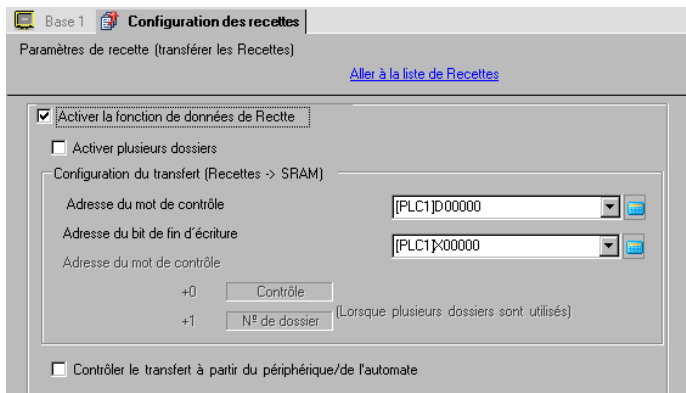 Base 1 Configuration des recettes
Paramètres de recette (transférer les Recettes)
Aller à la liste de Recettes
Activer la fonction de données de Rectte
Activer plusieurs dossiers
Configuration du transfert (Recettes -> SRAM)
Adresse du mot de contrôle [PLC1]D00000
Adresse du bit de fin d'écriture [PLC1]X00000
Adresse du mot de contrôle
+0 Contrôle
+1 Nº de dossier (Lorsque plusieurs dossiers sont utilisés)
Contrôler le transfert à partir du périphérique/de l'automate